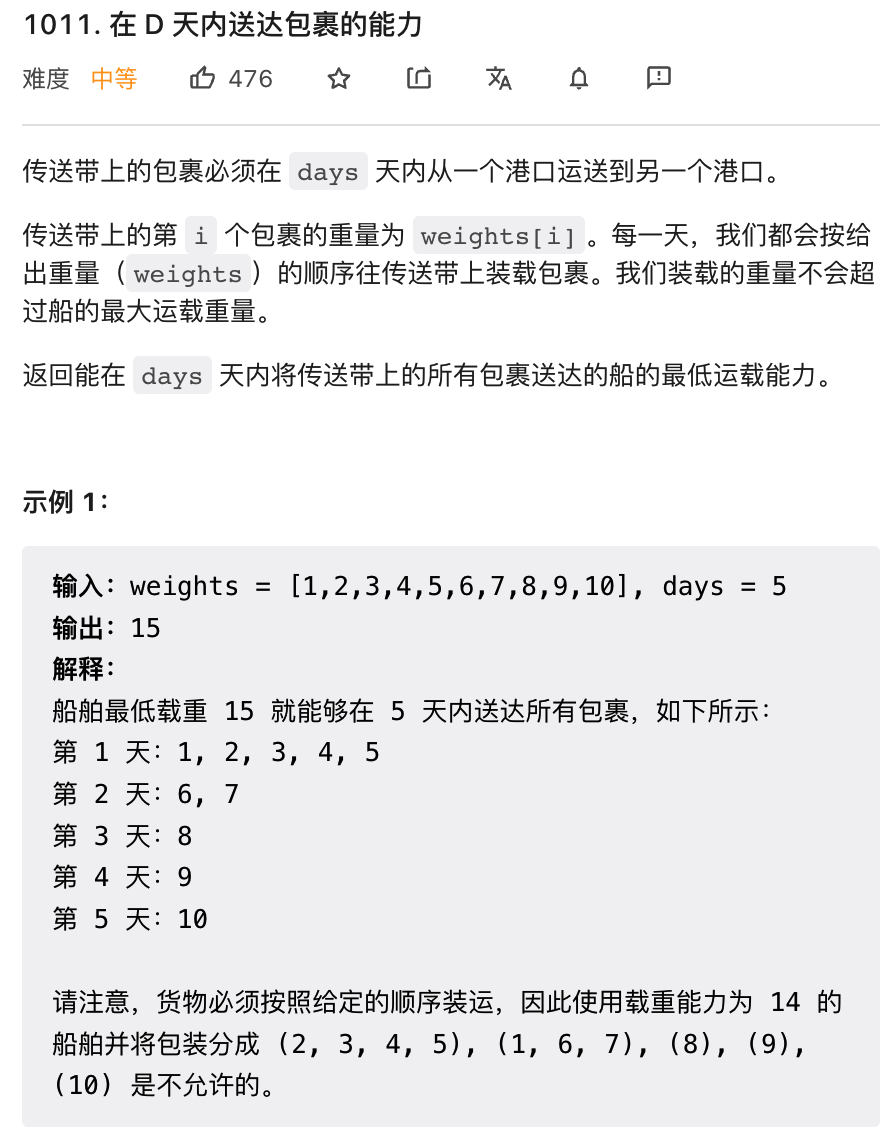 1011. 在 D 天内送达包裹的能力
难度 中等 476
传送带上的包裹必须在 days 天内从一个港口运送到另一个港口。
传送带上的第 i 个包裹的重量为 weights[i]。每一天，我们都会按给
出重量（weights）的顺序往传送带上装载包裹。我们装载的重量不会超
过船的最大运载重量。
返回能在 days 天内将传送带上的所有包裹送达的船的最低运载能力。
示例 1：
输入：weights = [1,2,3,4,5,6,7,8,9,10], days = 5
输出：15
解释：
船舶最低载重 15 就能够在 5 天内送达所有包裹，如下所示：
第 1 天：1, 2, 3, 4, 5
第 2 天：6, 7
第 3 天：8
第 4 天：9
第 5 天：10
请注意，货物必须按照给定的顺序装运，因此使用载重能力为 14 的
船舶并将包装分成 (2, 3, 4, 5), (1, 6, 7), (8), (9),
(10) 是不允许的。